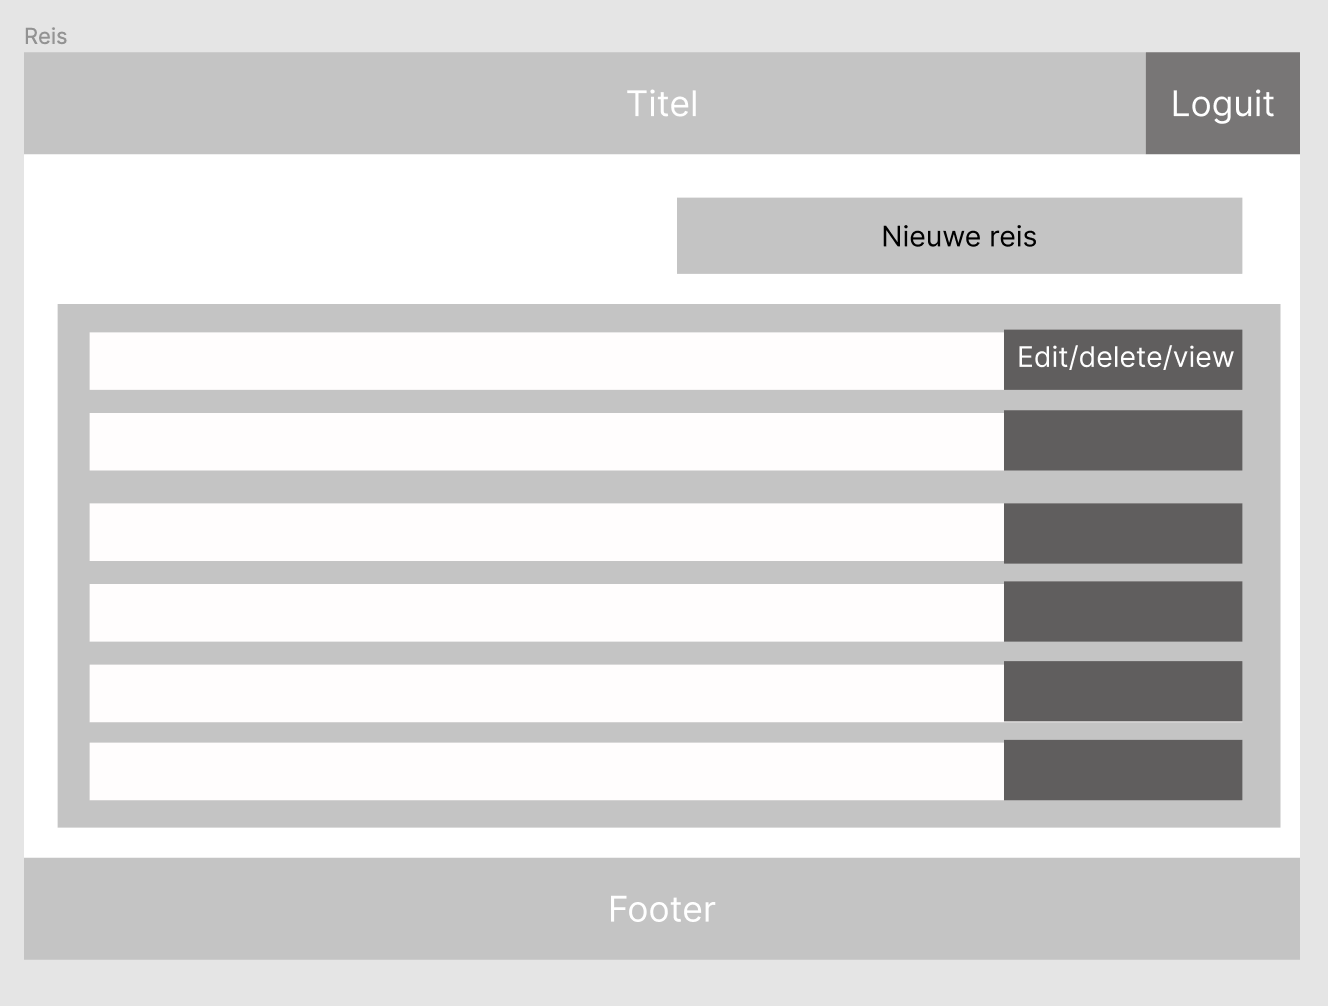 Reis
Titel
Loguit
Nieuwe reis
Edit/delete/view
Footer